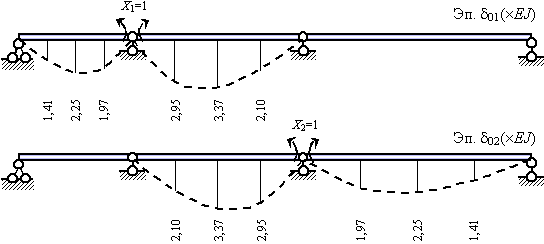 X1=1
Эп. δ01(×EJ)
1,41 2,25 1,97 2,95 3,37 2,10
X2=1
Эп. δ02(×EJ)
2,10 3,37 2,95 1,97 2,25 1,41